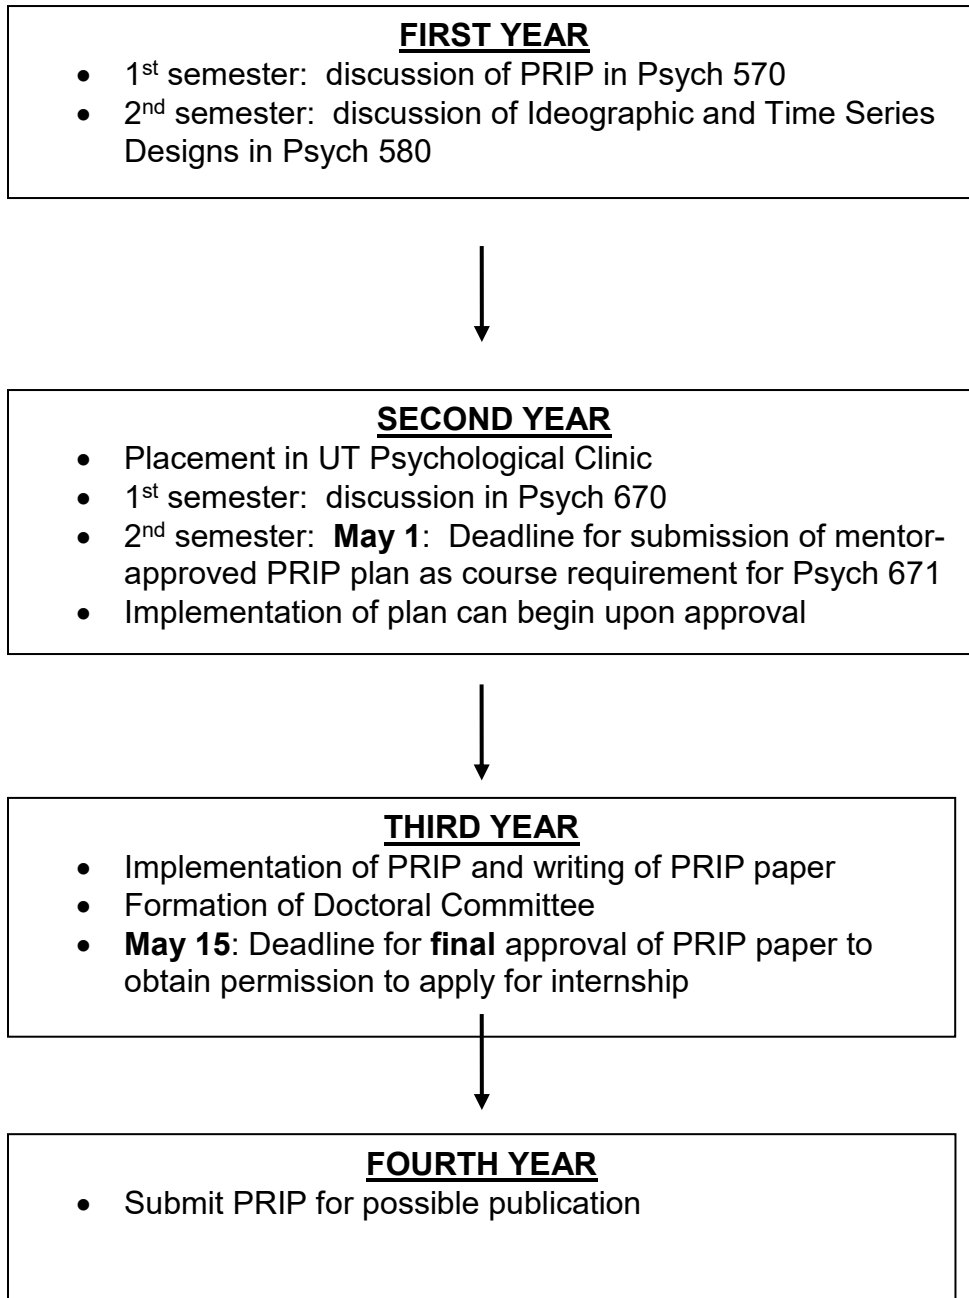 FIRST YEAR
• 1st semester:  discussion of PRIP in Psych 570
• 2nd semester:  discussion of Ideographic and Time Series
Designs in Psych 580
SECOND YEAR
• Placement in UT Psychological Clinic
• 1st semester:  discussion in Psych 670
• 2nd semester:  May 1:  Deadline for submission of mentor-
approved PRIP plan as course requirement for Psych 671
• Implementation of plan can begin upon approval
THIRD YEAR
• Implementation of PRIP and writing of PRIP paper
• Formation of Doctoral Committee
• May 15: Deadline for final approval of PRIP paper to
obtain permission to apply for internship
FOURTH YEAR
• Submit PRIP for possible publication